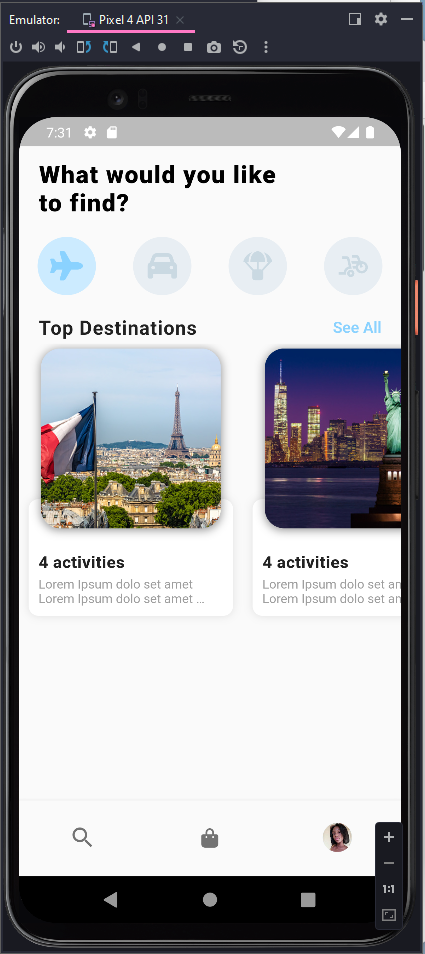 Emulator: Pixel 4 API 31
7:31
What would you like
to find?
Top Destinations See All
4 activities
Lorem Ipsum dolo set amet
Lorem Ipsum dolo set amet ...
4 activities
Lorem Ipsum dolo set an
Lorem Ipsum dolo set an
1:1